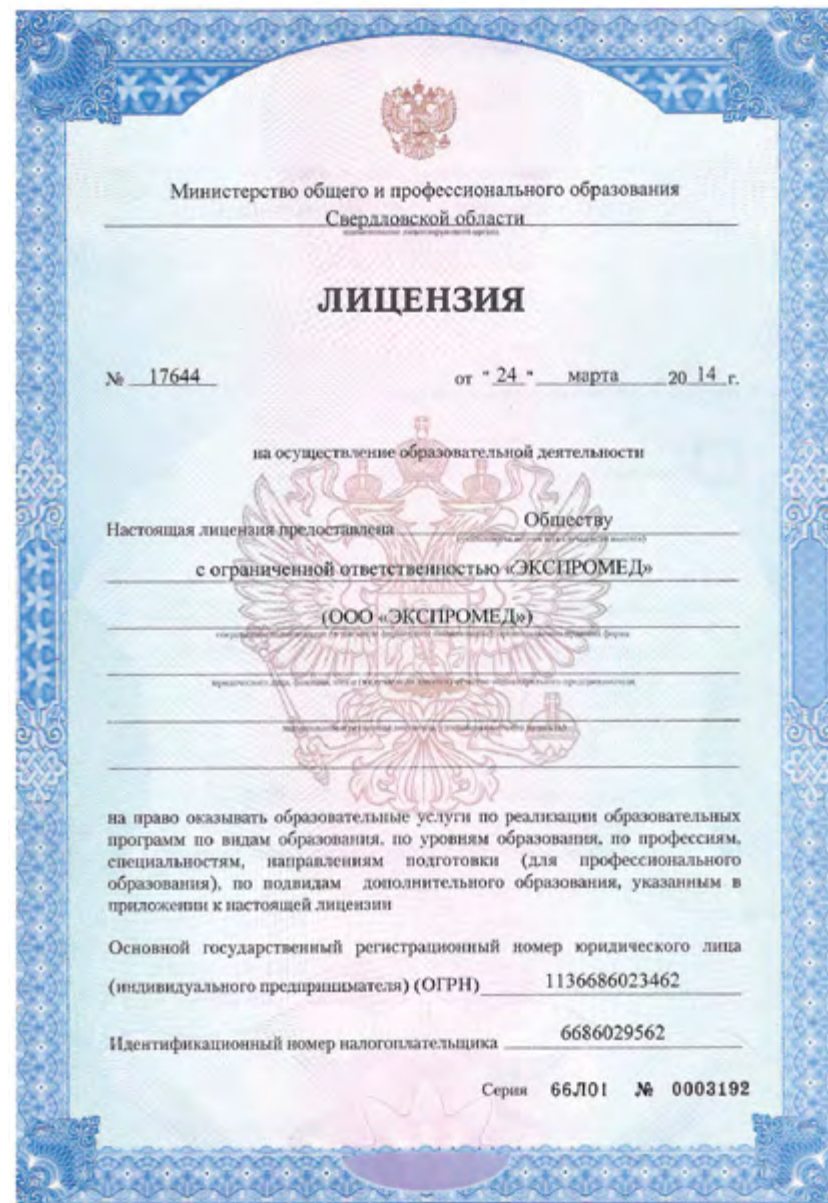 Министерство общего и профессионального образования
Свердловской области
ЛИЦЕНЗИЯ
№ 17644 от "24" марта 20 14 г.
на осуществление образовательной деятельности
Настоящая лицензия предоставлена Обществу
с ограниченной ответственностью «ЭКСПРОМЕД»
(ООО «ЭКСПРОМЕД»)
на право оказывать образовательные услуги по реализации образовательных
программ по видам образования, по уровням образования, по профессиям,
специальностям, направлениям подготовки (для профессионального
образования), по подвидам дополнительного образования, указанным в
приложении к настоящей лицензии
Основной государственный регистрационный номер юридического лица
(индивидуального предпринимателя) (ОГРН) 1136686023462
Идентификационный номер налогоплательщика 6686029562
Серия 66Л01 № 0003192